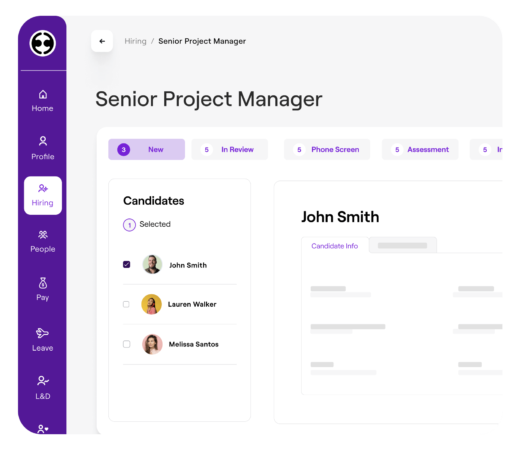 Home
Profile
Hiring
People
Pay
Leave
L&D
Hiring / Senior Project Manager
Senior Project Manager
3 New 5 In Review 5 Phone Screen 5 Assessment 5 In
Candidates
1 Selected
John Smith
Lauren Walker
Melissa Santos
John Smith
Candidate Info